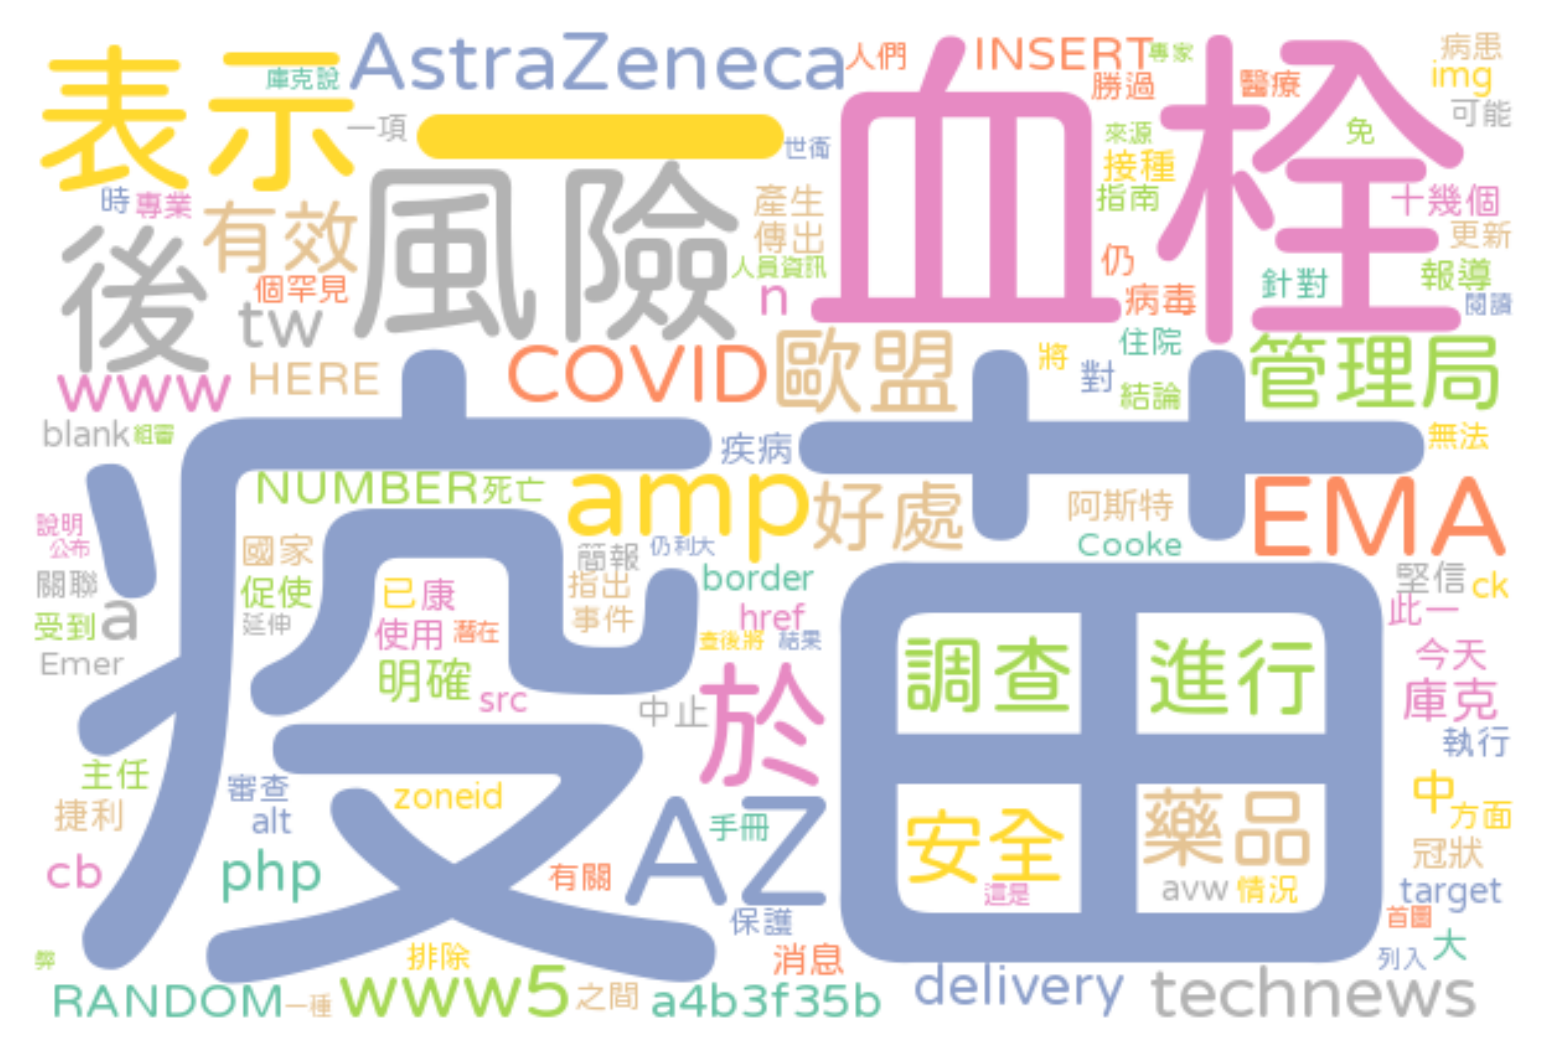 表示
庫克說
AstraZeneca
人們
INSERT
專家
病患
img
勝過
醫療
血栓
可能
一項
一
世衛
來源
免
接種
時
專業
有效
風險
產生
指南
十幾個
傳出
更新
後
人員資訊
仍
針對
報導
個罕見
n
病毒
閱讀
tw
住院
www
HERE
COVID
歐盟
將
對
結論
管理局
blank
疫苗
疾病
無法
NUMBER
死亡
amp
好處
阿斯特
EMA
說明
公布
國家
簡報
仍利大
Cooke
關聯
促使
已
康
指出
border
堅信
ck
受到
a
延伸
事件
href
此一
使用
潛在
壹後將
結果
Emer
明確
src
調查
進行
今天
中止
於
庫克
執行
主任
審查
zoneid
中
方面
捷利
alt
AZ
手冊
安全
藥品
冠狀
cb
php
有關
這是
avw
情況
target
保護
首圖
弊
排除
消息
列入
大
RANDOM
一種
www5
之間
a4b3f35b
delivery
technews